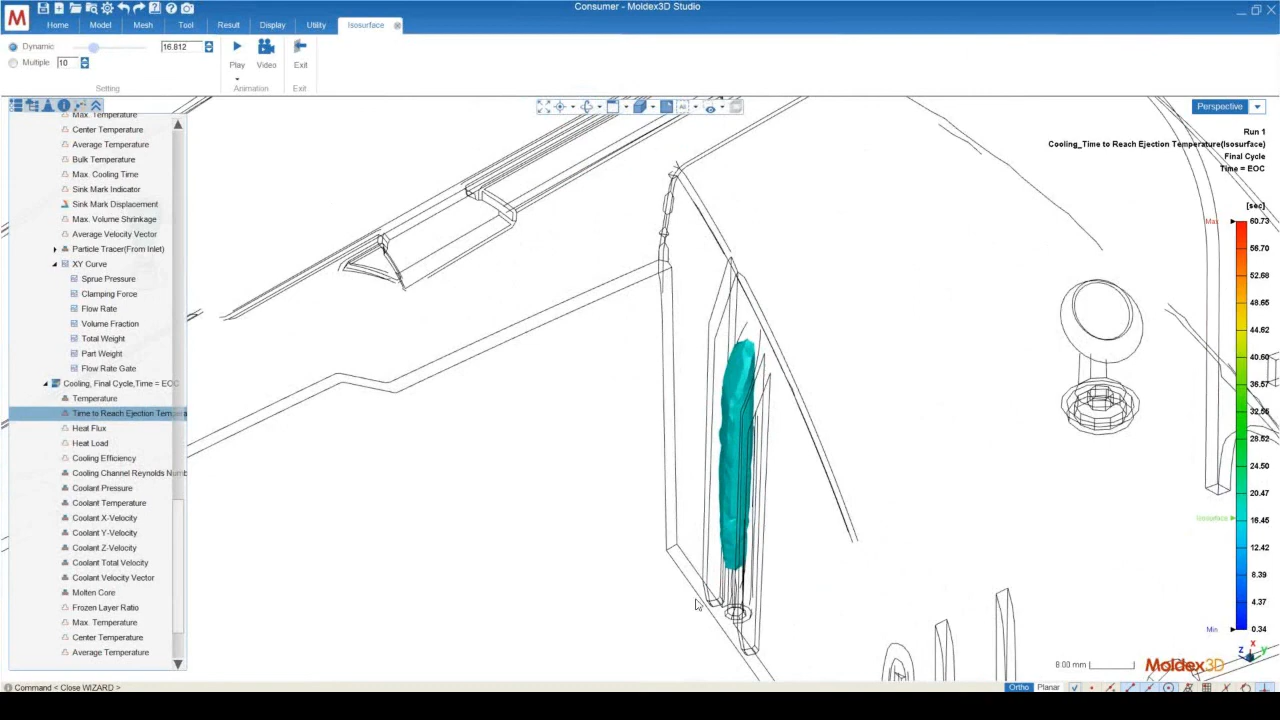 Consumer - Moldex3D Studio
Home Model Mesh Tool Result Display Utility Isosurface
Dynamic 16.812
Multiple 10
Play Video Exit
Setting Animation Exit
Perspective
Run 1
Cooling_Time to Reach Ejection Temperature(Isosurface)
Final Cycle
Time = EOC
[sec]
Max 60.73
56.70
52.68
48.65
44.62
40.60
36.57
32.55
28.52
24.50
20.47
Isosurface 16.45
12.42
8.39
4.37
Min 0.34
Max. Temperature
Center Temperature
Average Temperature
Bulk Temperature
Max. Cooling Time
Sink Mark Indicator
Sink Mark Displacement
Max. Volume Shrinkage
Average Velocity Vector
Particle Tracer(From Inlet)
XY Curve
Sprue Pressure
Clamping Force
Flow Rate
Volume Fraction
Total Weight
Part Weight
Flow Rate Gate
Cooling, Final Cycle,Time = EOC
Temperature
Time to Reach Ejection Tempera
Heat Flux
Heat Load
Cooling Efficiency
Cooling Channel Reynolds Numb
Coolant Pressure
Coolant Temperature
Coolant X-Velocity
Coolant Y-Velocity
Coolant Z-Velocity
Coolant Total Velocity
Coolant Velocity Vector
Molten Core
Frozen Layer Ratio
Max. Temperature
Center Temperature
Average Temperature
8.00 mm
Moldex3D
X
Y
Z
Command < Close WIZARD >
Ortho Planar